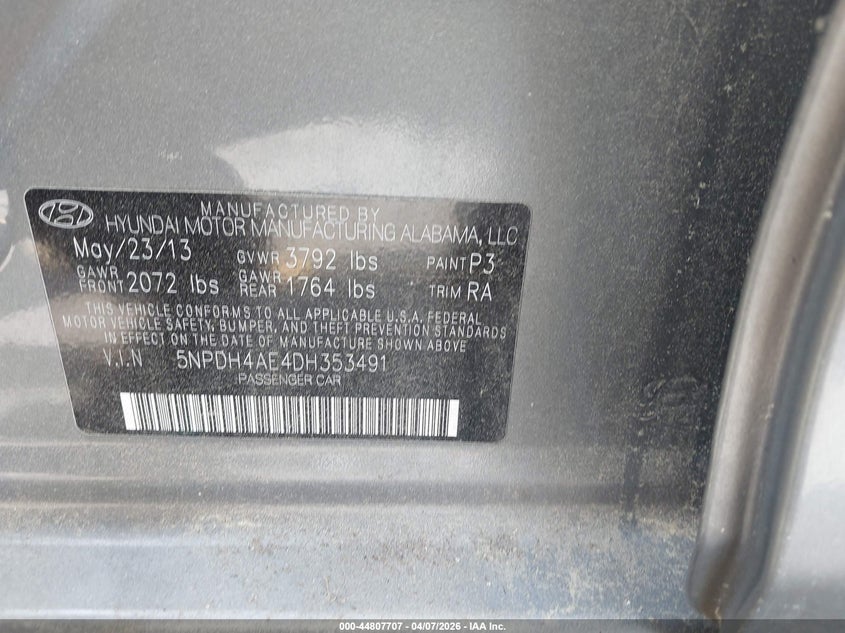 MANUFACTURED BY
HYUNDAI MOTOR MANUFACTURING ALABAMA, LLC
May/23/13 GVWR 3792 lbs PAINT P3
GAWR FRONT 2072 lbs GAWR REAR 1764 lbs TRIM RA
THIS VEHICLE CONFORMS TO ALL APPLICABLE U.S.A. FEDERAL
MOTOR VEHICLE SAFETY, BUMPER, AND THEFT PREVENTION STANDARDS
IN EFFECT ON THE DATE OF MANUFACTURE SHOWN ABOVE.
V.I.N 5NPDH4AE4DH353491
PASSENGER CAR
000-44807707 - 04/07/2026 - IAA Inc.